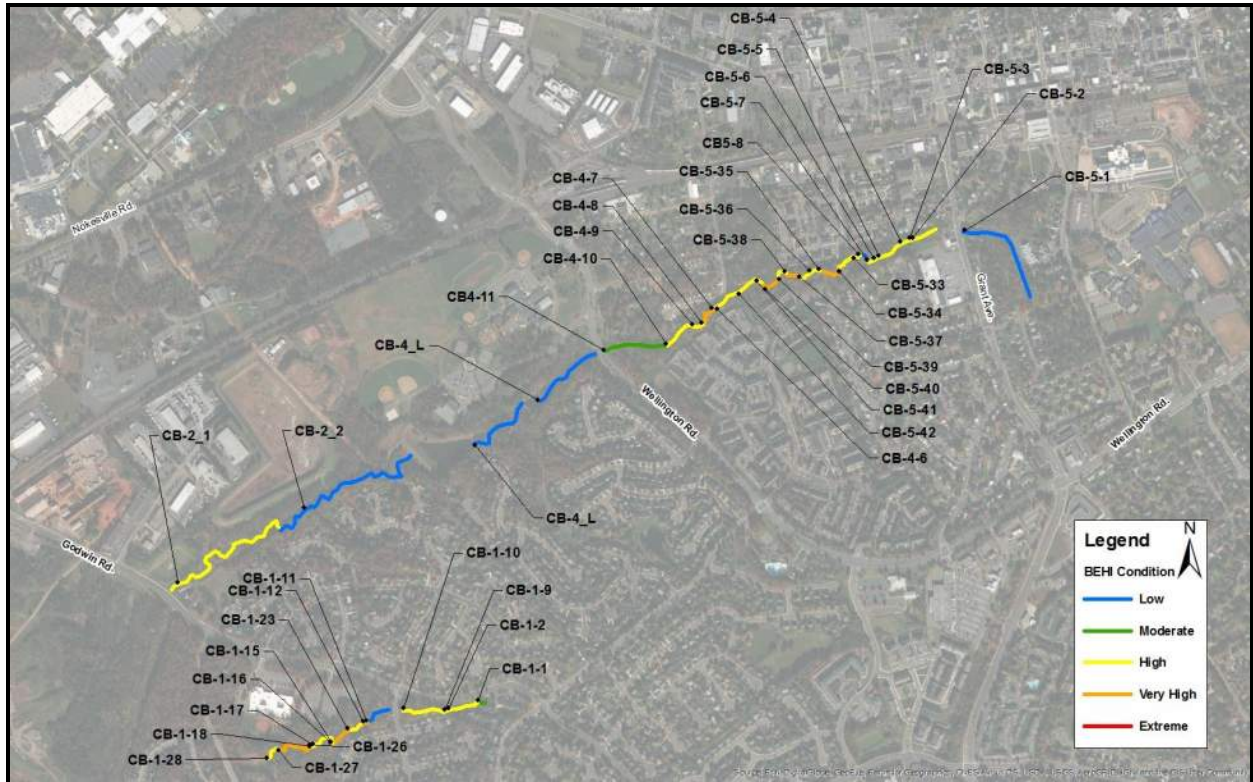 CB-5-4
CB-5-5
CB-5-6
CB-5-7
CB5-8
CB-5-35
CB-5-36
CB-5-38
CB-5-3
CB-5-2
CB-5-1
CB-4-7
CB-4-8
CB-4-9
CB-4-10
CB4-11
CB-4_L
Nokesville Rd.
Grant Ave.
CB-5-33
CB-5-34
CB-5-37
CB-5-39
CB-5-40
CB-5-41
CB-5-42
CB-4-6
Wellington Rd.
Wellington Rd.
CB-2_1
CB-2_2
CB-4_L
Godwin Rd.
CB-1-10
CB-1-11
CB-1-12
CB-1-23
CB-1-15
CB-1-16
CB-1-17
CB-1-18
CB-1-28
CB-1-9
CB-1-2
CB-1-1
CB-1-26
CB-1-27
Legend
N
BEHI Condition
Low
Moderate
High
Very High
Extreme